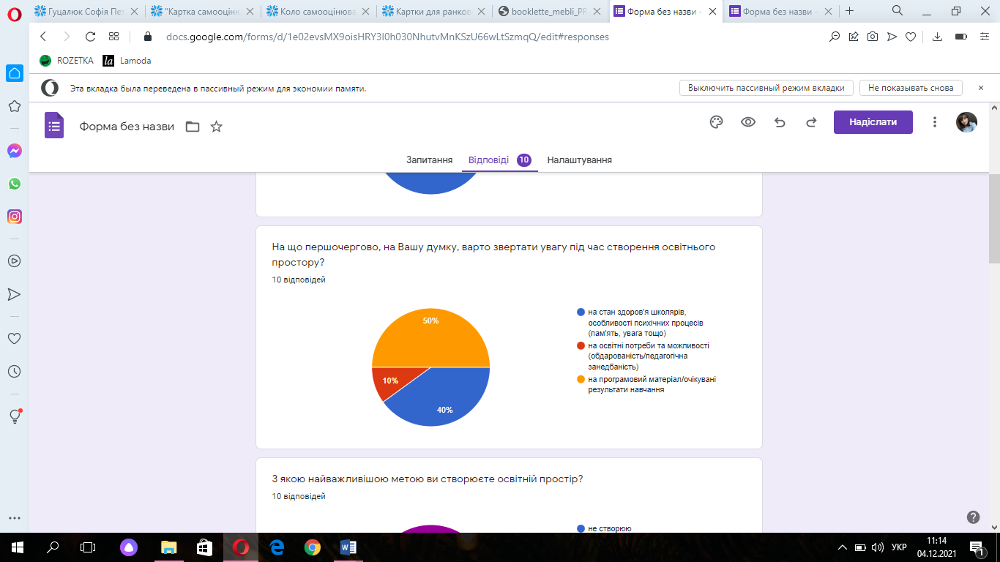 Гуцалюк Софія Пет
"Картка самооціню
Коло самооцінюва
Картки для ранков
booklette_mebli_PR
Форма без назви -
Форма без назви -
docs.google.com/forms/d/1e02evsMX9oisHRY3I0h030NhutvMnKSzU66wLtSzmqQ/edit#responses
ROZETKA
la Lamoda
Эта вкладка была переведена в пассивный режим для экономии памяти.
Выключить пассивный режим вкладки
Не показывать снова
Форма без назви
Надіслати
Запитання
Відповіді 10
Налаштування
На що першочергово, на Вашу думку, варто звертати увагу під час створення освітнього
простору?
10 відповідей
50%
10%
40%
на стан здоров'я школярів,
особливості психічних процесів
(пам'ять, увага тощо)
на освітні потреби та можливості
(обдарованість/педагогічна
занедбаність)
на програмовий матеріал/очікувані
результати навчання
З якою найважливішою метою ви створюєте освітній простір?
10 відповідей
не створюю
УКР
11:14
04.12.2021
1